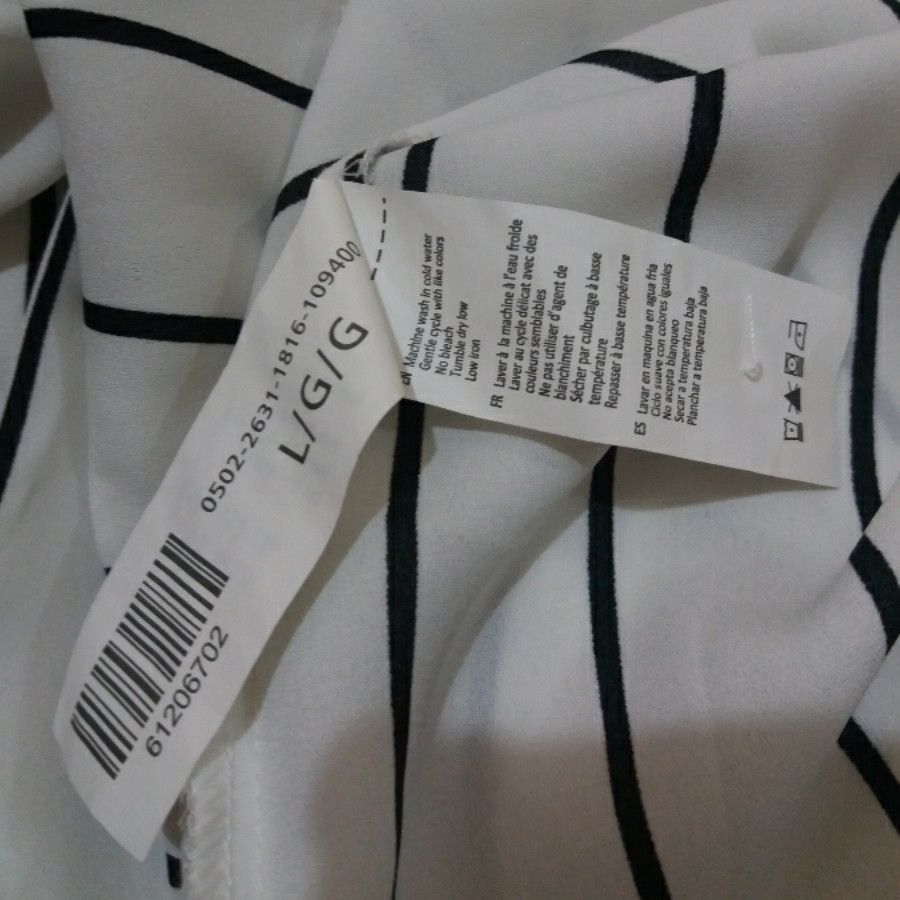 0502-2631-1816-109400
L/G/G
61206702
EN Machine wash in cold water
Gentle cycle with like colors
No bleach
Tumble dry low
Low iron
FR Laver à la machine à l'eau froide
Laver au cycle délicat avec des
couleurs semblables
Ne pas utiliser d'agent de
blanchiment
Sécher par culbutage à basse
température
Repasser à basse température
ES Lavar en maquina en agua fria
Ciclo suave con colores iguales
No acepta blanqueo
Secar a temperatura baja
Planchar a temperatura baja